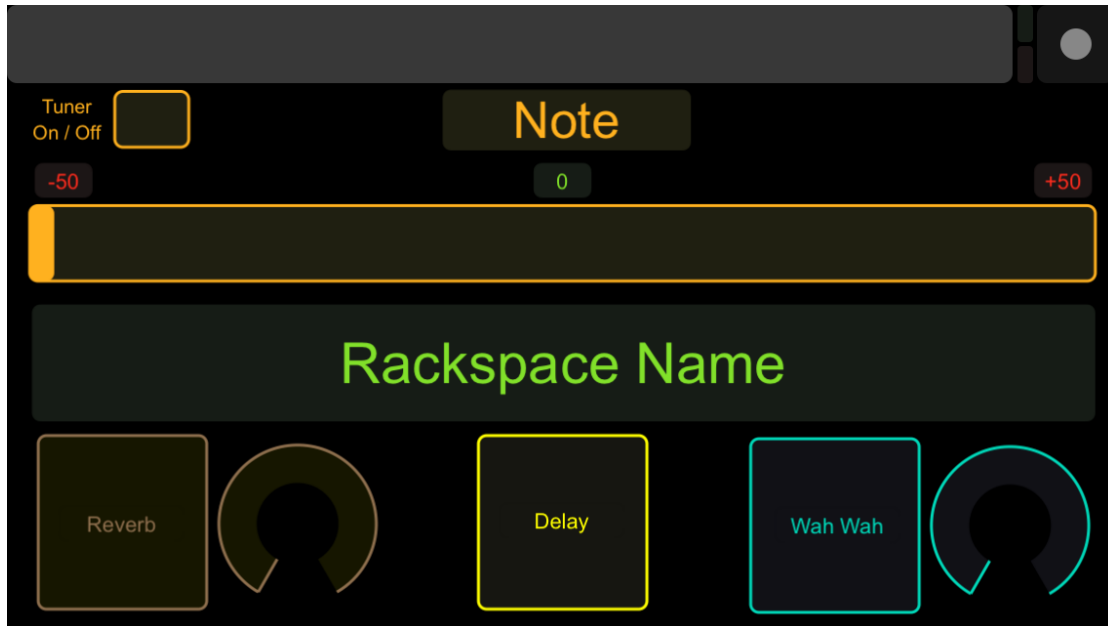 Tuner
On / Off
Note
-50
0
+50
Rackspace Name
Reverb
Delay
Wah Wah